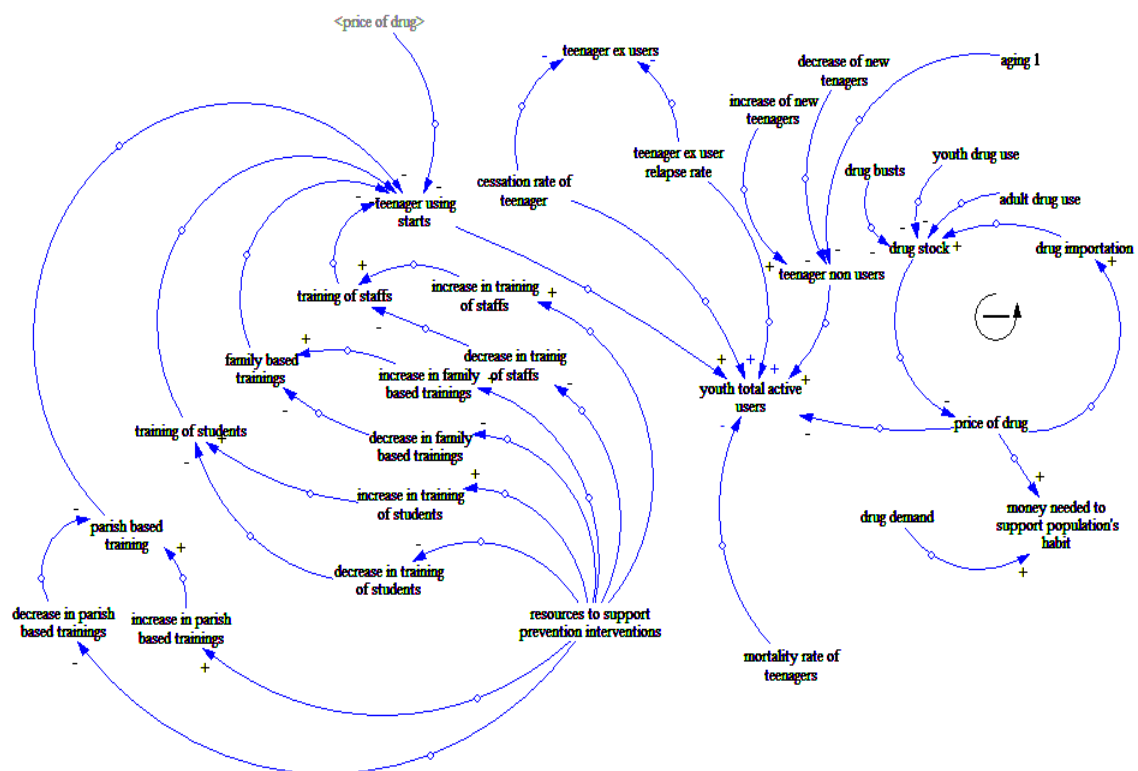 <price of drug>
teenager ex users
decrease of new
tenagers
aging 1
increase of new
teenagers
teenager ex user
relapse rate
drug busts
youth drug use
cessation rate of
teenager
adult drug use
teenager using
starts
drug stock
drug importation
teenager non users
training of staffs
increase in training
of staffs
family based
trainings
decrease in trainig
of staffs
increase in family
based trainings
youth total active
users
price of drug
training of students
decrease in family
based trainings
increase in training
of students
money needed to
support population's
habit
drug demand
parish based
training
decrease in training
of students
decrease in parish
based trainings
increase in parish
based trainings
resources to support
prevention interventions
mortality rate of
teenagers